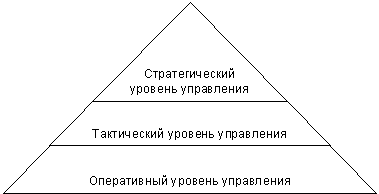 Стратегический
уровень управления
Тактический уровень управления
Оперативный уровень управления